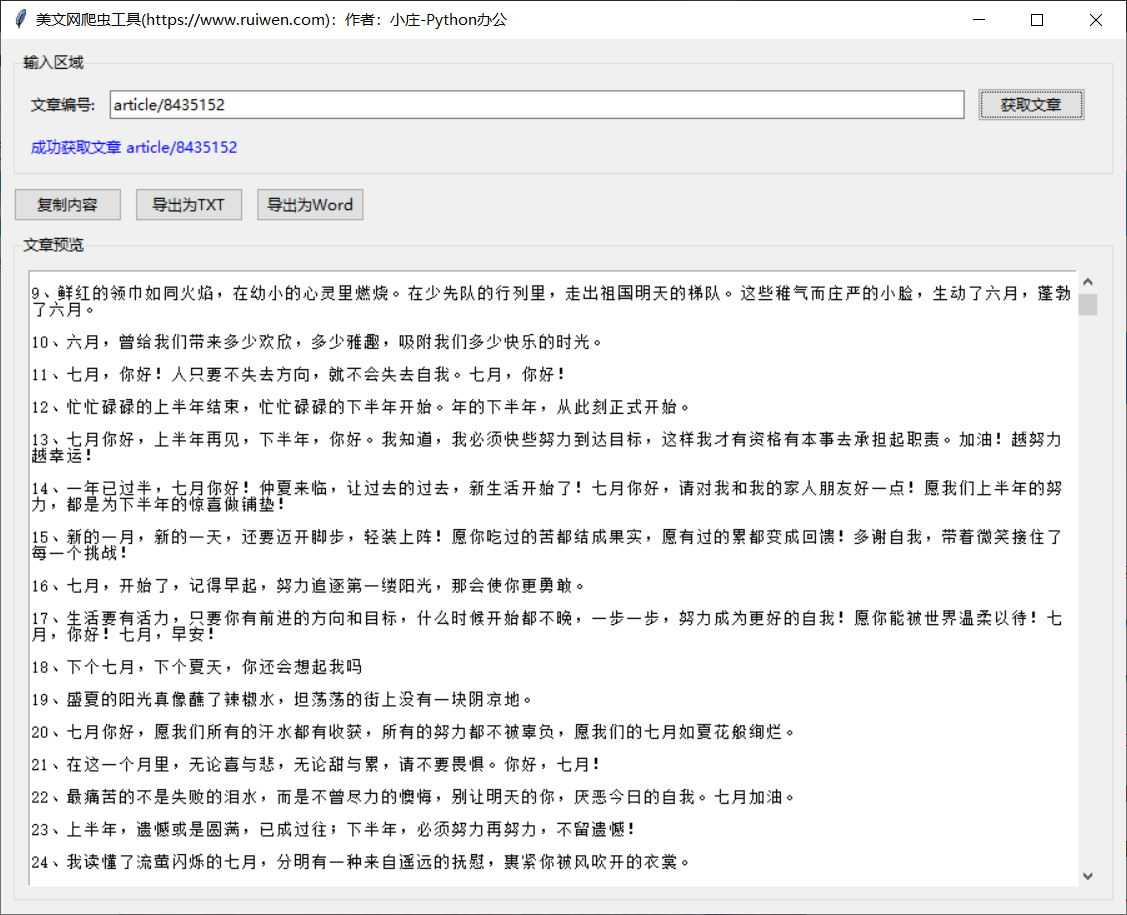 美文网爬虫工具(https://www.ruiwen.com)：作者：小庄-Python办公
输入区域
文章编号:
article/8435152
获取文章
成功获取文章 article/8435152
复制内容
导出为TXT
导出为Word
文章预览
9、鲜红的领巾如同火焰，在幼小的心灵里燃烧。在少先队的行列里，走出祖国明天的梯队。这些稚气而庄严的小脸，生动了六月，蓬勃
了六月。
10、六月，曾给我们带来多少欢欣，多少雅趣，吸附我们多少快乐的时光。
11、七月，你好！人只要不失去方向，就不会失去自我。七月，你好！
12、忙忙碌碌的上半年结束，忙忙碌碌的下半年开始。年的下半年，从此刻正式开始。
13、七月你好，上半年再见，下半年，你好。我知道，我必须快些努力到达目标，这样我才有资格有本事去承担起职责。加油！越努力
越幸运！
14、一年已过半，七月你好！仲夏来临，让过去的过去，新生活开始了！七月你好，请对我和我的家人朋友好一点！愿我们上半年的努
力，都是为下半年的惊喜做铺垫！
15、新的一月，新的一天，还要迈开脚步，轻装上阵！愿你吃过的苦都结成果实，愿有过的累都变成回馈！多谢自我，带着微笑接住了
每一个挑战！
16、七月，开始了，记得早起，努力追逐第一缕阳光，那会使你更勇敢。
17、生活要有活力，只要你有前进的方向和目标，什么时候开始都不晚，一步一步，努力成为更好的自我！愿你能被世界温柔以待！七
月，你好！七月，早安！
18、下个七月，下个夏天，你还会想起我吗
19、盛夏的阳光真像蘸了辣椒水，坦荡荡的街上没有一块阴凉地。
20、七月你好，愿我们所有的汗水都有收获，所有的努力都不被辜负，愿我们的七月如夏花般绚烂。
21、在这一个月里，无论喜与悲，无论甜与累，请不要畏惧。你好，七月！
22、最痛苦的不是失败的泪水，而是不曾尽力的懊悔，别让明天的你，厌恶今日的自我。七月加油。
23、上半年，遗憾或是圆满，已成过往；下半年，必须努力再努力，不留遗憾！
24、我读懂了流萤闪烁的七月，分明有一种来自遥远的抚慰，裹紧你被风吹开的衣裳。